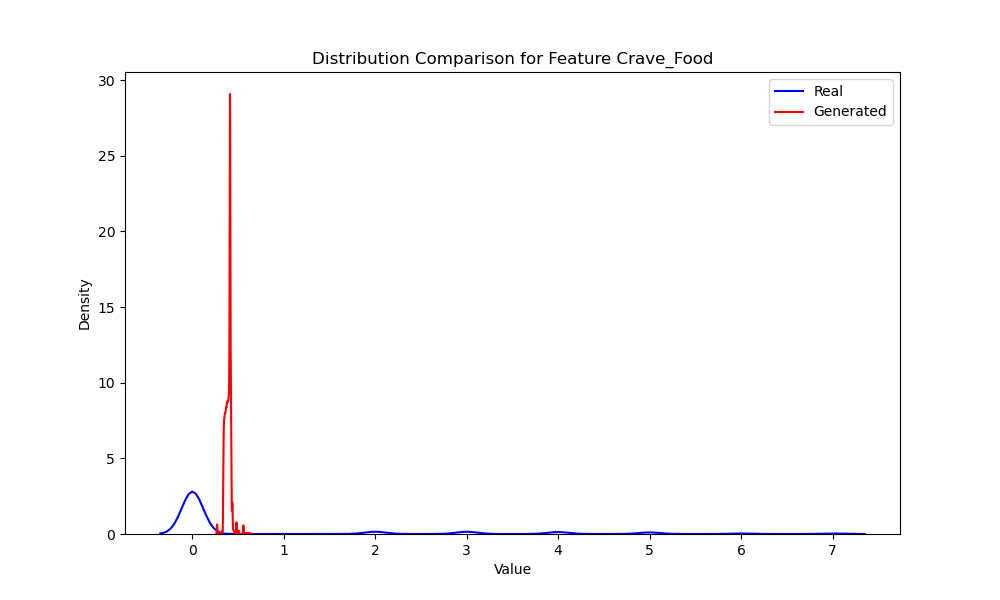 Distribution Comparison for Feature Crave_Food
Real
Generated
30
25
20
15
10
5
0
Density
0 1 2 3 4 5 6 7
Value